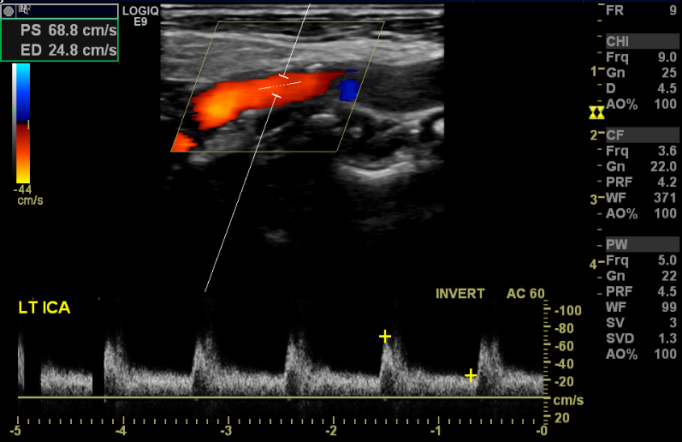 PS 68.8 cm/s
ED 24.8 cm/s
LOGIQ
E9
-44
cm/s
1
2
3
4
FR 9
CHI
Frq 9.0
Gn 25
D 4.5
AO% 100
CF
Frq 3.6
Gn 22.0
PRF 4.2
WF 371
AO% 100
PW
Frq 5.0
Gn 22
PRF 4.5
WF 99
SV 3
SVD 1.3
AO% 100
LT ICA
INVERT AC 60
-100
-80
-60
-40
-20
cm/s
20
-5 -4 -3 -2 -1 -0